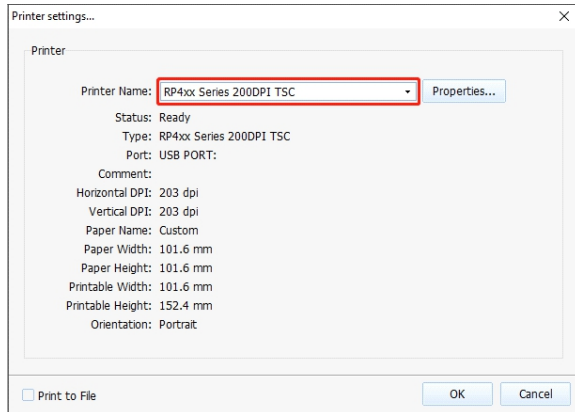 Printer settings...
Printer
Printer Name: RP4xx Series 200DPI TSC Properties...
Status: Ready
Type: RP4xx Series 200DPI TSC
Port: USB PORT:
Comment:
Horizontal DPI: 203 dpi
Vertical DPI: 203 dpi
Paper Name: Custom
Paper Width: 101.6 mm
Paper Height: 101.6 mm
Printable Width: 101.6 mm
Printable Height: 152.4 mm
Orientation: Portrait
Print to File OK Cancel